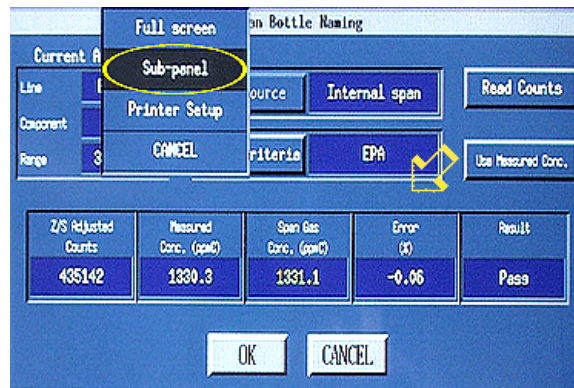 Full screen
Sub-panel
Printer Setup
CANCEL
an Bottle Naming
Current A
Line
Component
Range 3
ource Internal span
riteria EPA
Read Counts
Use Measured Conc.
Z/S Adjusted Counts
Measured Conc. (ppmC)
Span Gas Conc. (ppmC)
Error (%)
Result
435142 1330.3 1331.1 -0.06 Pass
OK CANCEL